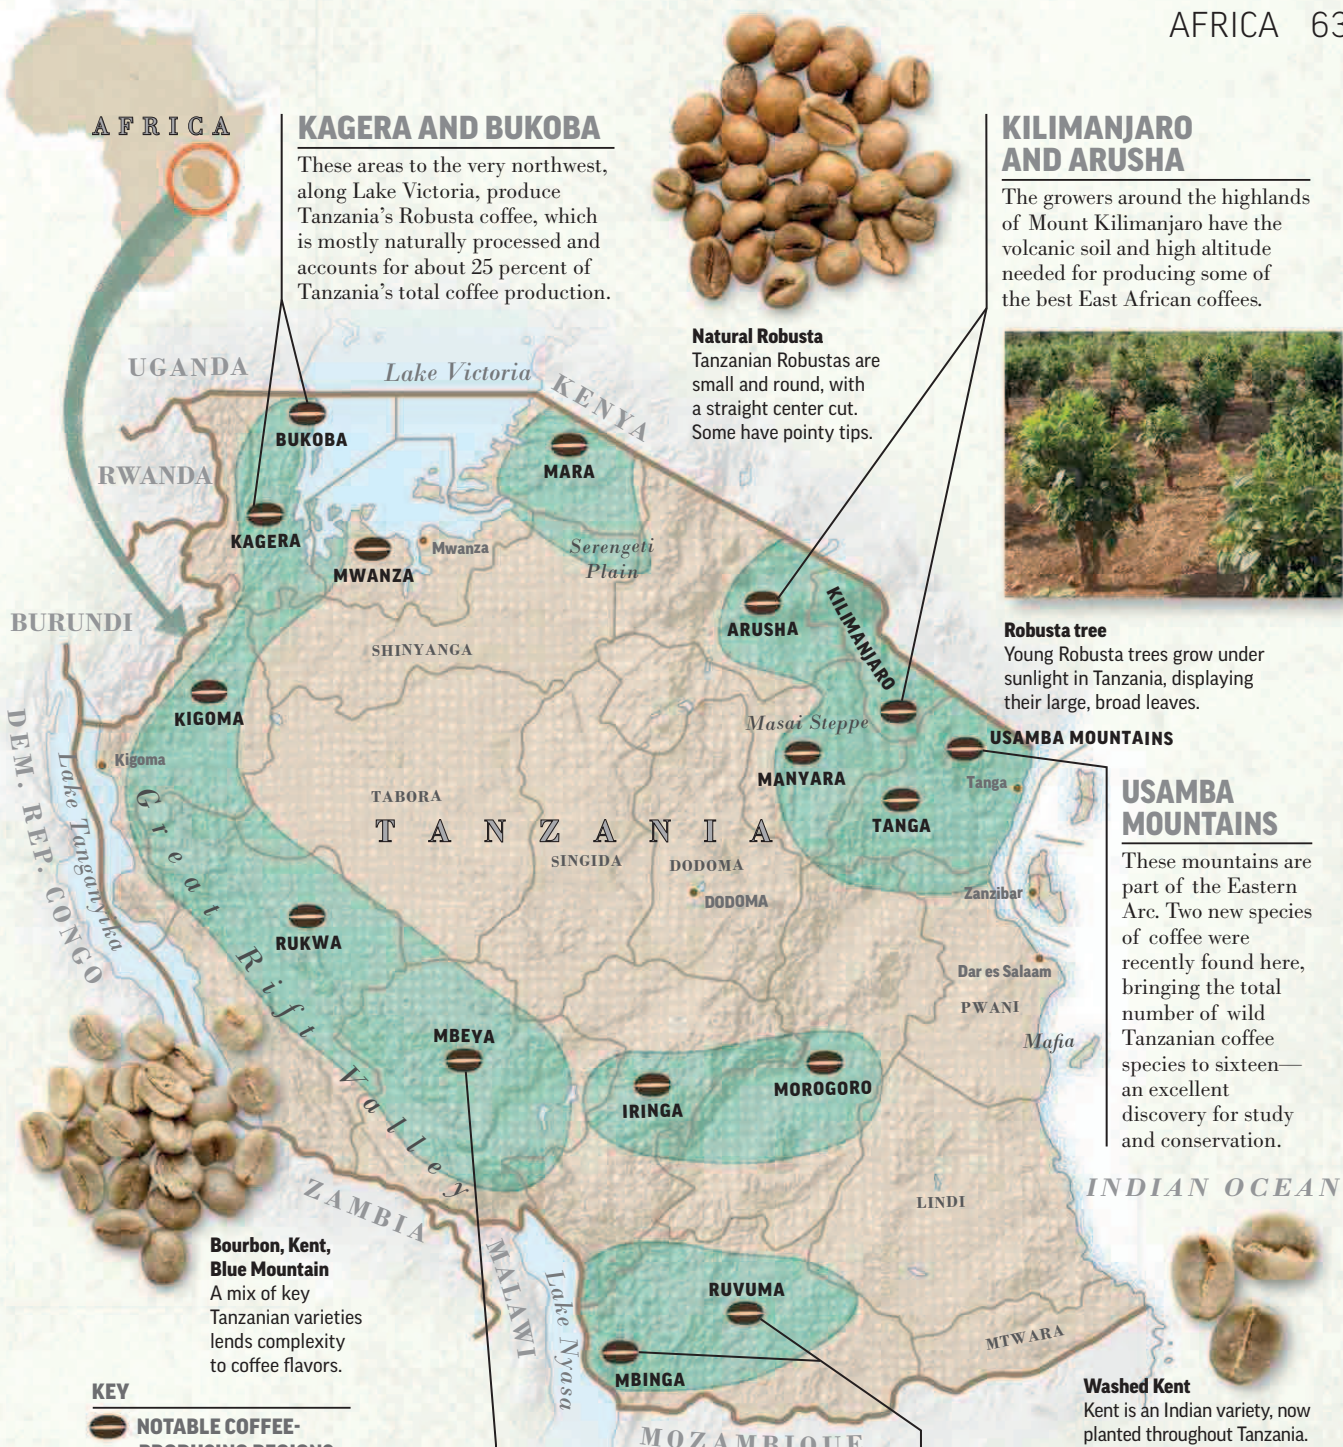 AFRICA 63
AFRICA
KAGERA AND BUKOBA
These areas to the very northwest,
along Lake Victoria, produce
Tanzania's Robusta coffee, which
is mostly naturally processed and
accounts for about 25 percent of
Tanzania's total coffee production.
Natural Robusta
Tanzanian Robustas are
small and round, with
a straight center cut.
Some have pointy tips.
KILIMANJARO
AND ARUSHA
The growers around the highlands
of Mount Kilimanjaro have the
volcanic soil and high altitude
needed for producing some of
the best East African coffees.
Robusta tree
Young Robusta trees grow under
sunlight in Tanzania, displaying
their large, broad leaves.
UGANDA
Lake Victoria
KENYA
BUKOBA
MARA
RWANDA
KAGERA
MWANZA
Mwanza
Serengeti
Plain
BURUNDI
SHINYANGA
ARUSHA
KILIMANJARO
KIGOMA
Kigoma
Masai Steppe
USAMBA MOUNTAINS
MANYARA
Tanga
TANGA
DEM. REP. CONGO
Lake Tanganyika
Great Rift Valley
TABORA
TANZANIA
SINGIDA
DODOMA
DODOMA
Zanzibar
RUKWA
Dar es Salaam
PWANI
Mafia
MBEYA
IRINGA
MOROGORO
USAMBA
MOUNTAINS
These mountains are
part of the Eastern
Arc. Two new species
of coffee were
recently found here,
bringing the total
number of wild
Tanzanian coffee
species to sixteen—
an excellent
discovery for study
and conservation.
INDIAN OCEAN
ZAMBIA
LINDI
MALAWI
Lake Nyasa
RUVUMA
MBINGA
MTWARA
MOZAMBIQUE
Bourbon, Kent,
Blue Mountain
A mix of key
Tanzanian varieties
lends complexity
to coffee flavors.
Washed Kent
Kent is an Indian variety, now
planted throughout Tanzania.
KEY
NOTABLE COFFEE-
PRODUCING REGIONS